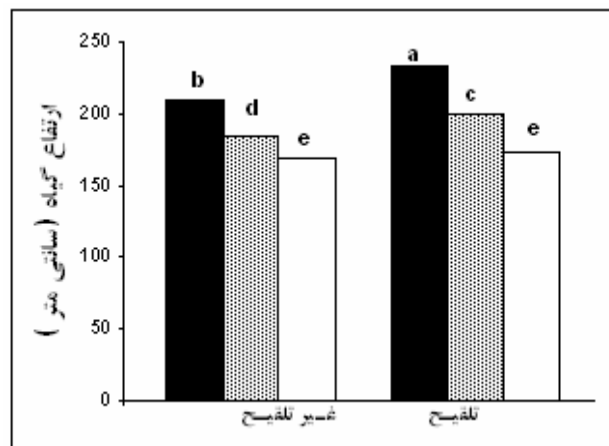 ارتفاع گیاه (سانتی متر)
250
200
150
100
50
0
b
d
e
a
c
e
غیر تلقیح
تلقیح